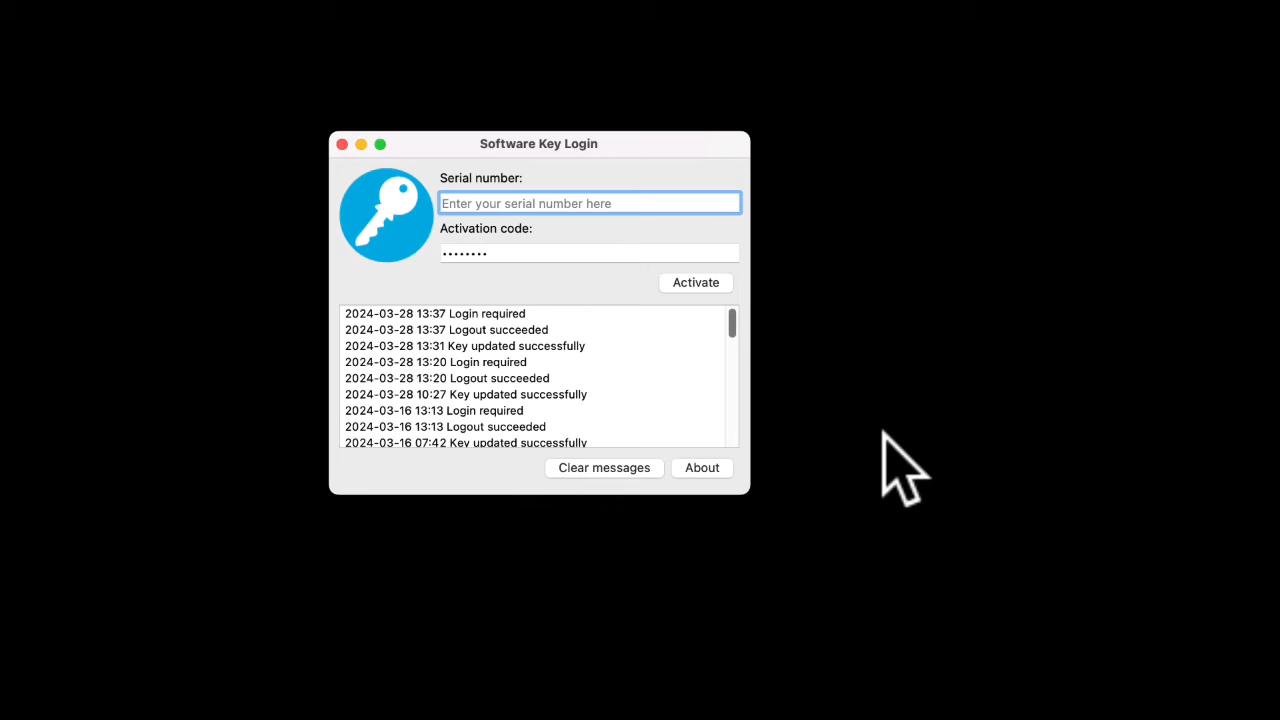 Software Key Login
Serial number:
Enter your serial number here
Activation code:
••••••••
Activate
2024-03-28 13:37 Login required
2024-03-28 13:37 Logout succeeded
2024-03-28 13:31 Key updated successfully
2024-03-28 13:20 Login required
2024-03-28 13:20 Logout succeeded
2024-03-28 10:27 Key updated successfully
2024-03-16 13:13 Login required
2024-03-16 13:13 Logout succeeded
2024-03-16 07:42 Key updated successfully
Clear messages About